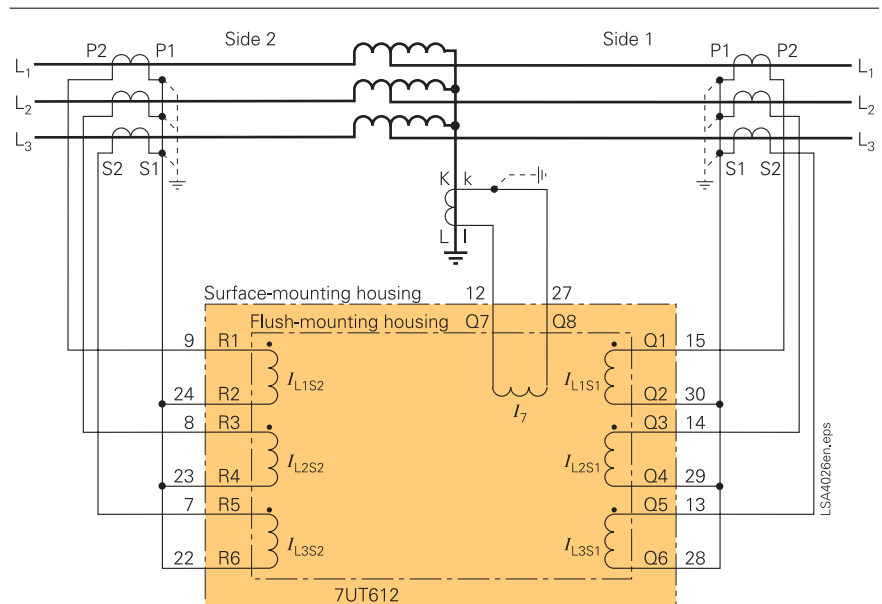 Side 2 Side 1
P2 P1 P1 P2
L1 L1
L2 L2
L3 L3
S2 S1 S1 S2
K k
L l
Surface-mounting housing 12 27
Flush-mounting housing Q7 Q8
9 R1 Q1 15
IL1S2 IL1S1
I7
24 R2 Q2 30
8 R3 Q3 14
IL2S2 IL2S1
23 R4 Q4 29
7 R5 Q5 13
IL3S2 IL3S1
22 R6 Q6 28
7UT612
LSA4026en.eps